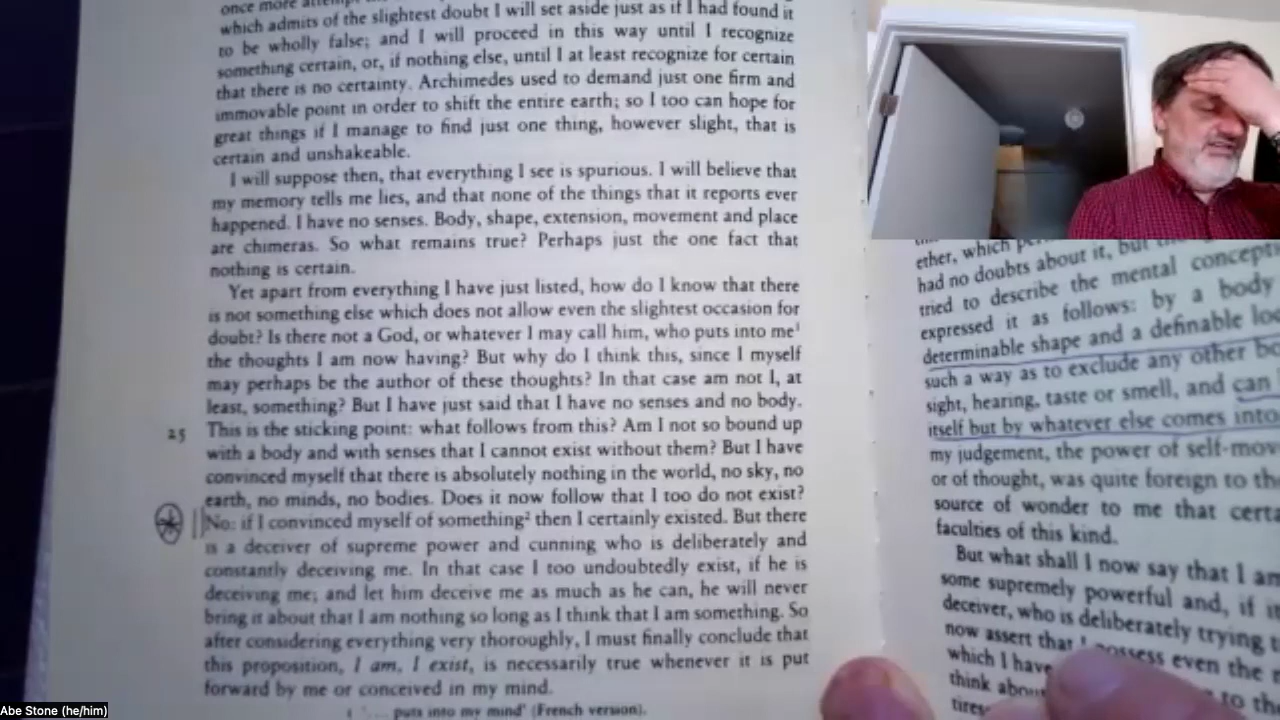 once more
which admits of the slightest doubt I will set aside just as if I had found it
to be wholly false; and I will proceed in this way until I recognize
something certain, or, if nothing else, until I at least recognize for certain
that there is no certainty. Archimedes used to demand just one firm and
immovable point in order to shift the entire earth; so I too can hope for
great things if I manage to find just one thing, however slight, that is
certain and unshakeable.
I will suppose then, that everything I see is spurious. I will believe that
my memory tells me lies, and that none of the things that it reports ever
happened. I have no senses. Body, shape, extension, movement and place
are chimeras. So what remains true? Perhaps just the one fact that
nothing is certain.
Yet apart from everything I have just listed, how do I know that there
is not something else which does not allow even the slightest occasion for
doubt? Is there not a God, or whatever I may call him, who puts into me¹
the thoughts I am now having? But why do I think this, since I myself
may perhaps be the author of these thoughts? In that case am not I, at
least, something? But I have just said that I have no senses and no body.
25 This is the sticking point: what follows from this? Am I not so bound up
with a body and with senses that I cannot exist without them? But I have
convinced myself that there is absolutely nothing in the world, no sky, no
earth, no minds, no bodies. Does it now follow that I too do not exist?
No: if I convinced myself of something² then I certainly existed. But there
is a deceiver of supreme power and cunning who is deliberately and
constantly deceiving me. In that case I too undoubtedly exist, if he is
deceiving me; and let him deceive me as much as he can, he will never
bring it about that I am nothing so long as I think that I am something. So
after considering everything very thoroughly, I must finally conclude that
this proposition, I am, I exist, is necessarily true whenever it is put
forward by me or conceived in my mind.
'... puts into my mind' (French version).
ether, which
had no doubts about it, but
tried to describe the mental
expressed it as follows: by a body
determinable shape and a definable
such a way as to exclude any other
sight, hearing, taste or smell, and can
itself but by whatever else comes into
my judgement, the power of
or of thought, was quite foreign to
source of wonder to me that
faculties of this kind.
But what shall I now say that I am
some supremely powerful and, if
deceiver, who is deliberately trying
now assert that I possess even the
which I have
think
Abe Stone (he/him)